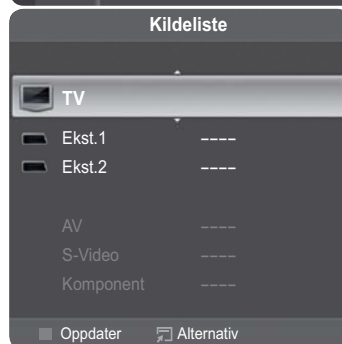 Kildeliste
TV
Ekst.1 ----
Ekst.2 ----
AV ----
S-Video ----
Komponent ----
Oppdater Alternativ